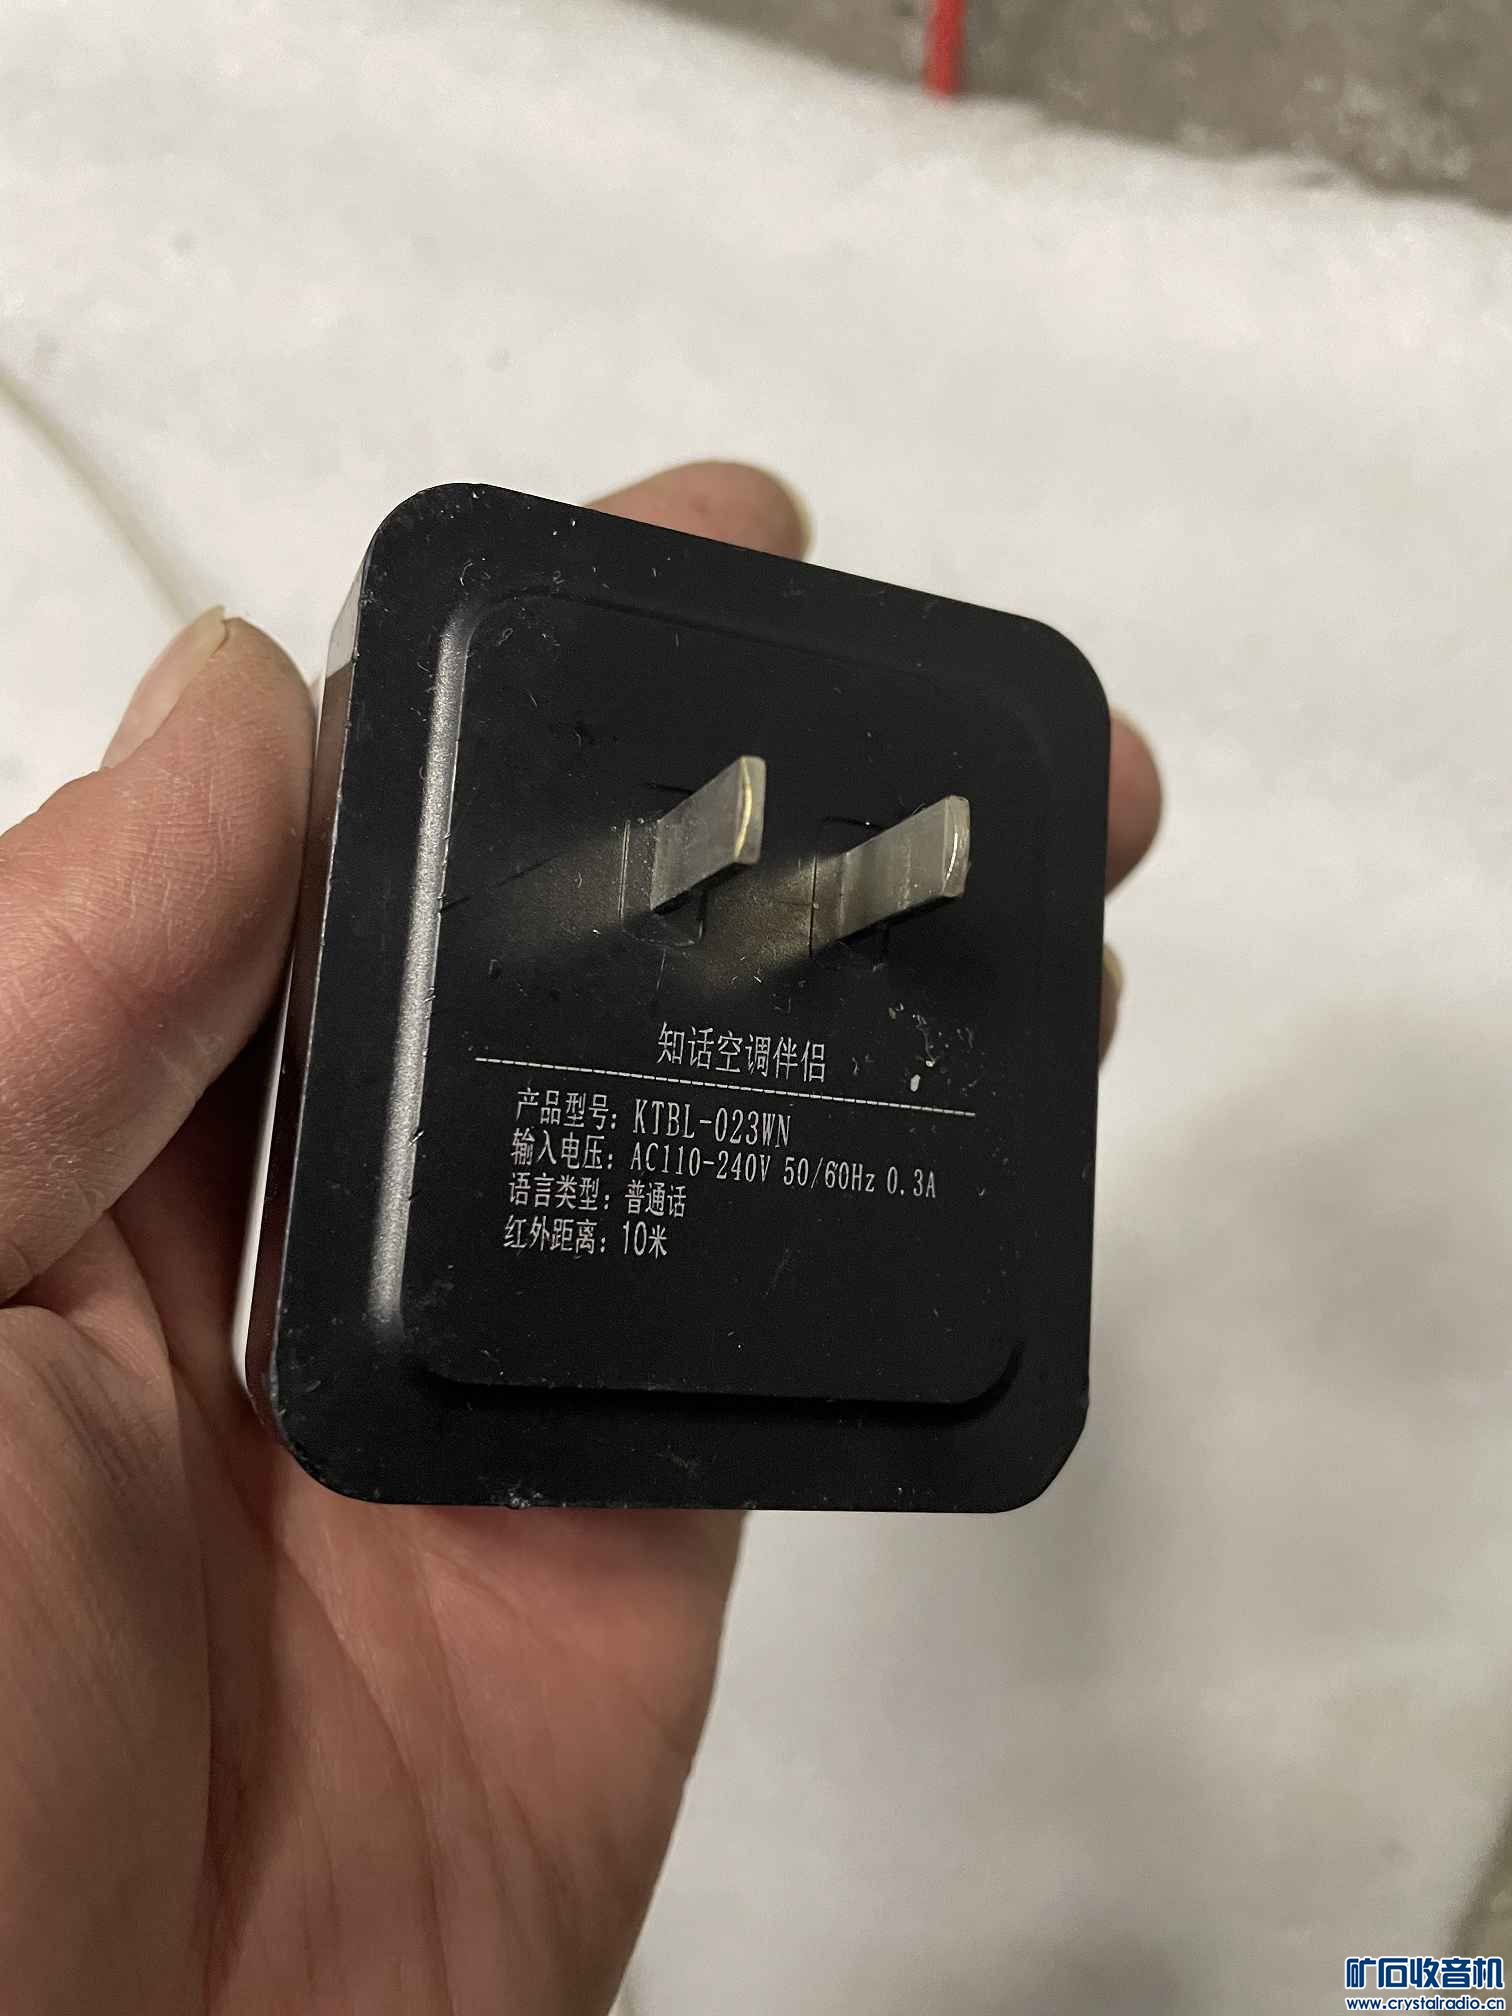 知话空调伴侣
产品型号：KTBL-023WN
输入电压：AC110-240V 50/60Hz 0.3A
语言类型：普通话
红外距离：10米
矿石收音机
www.crystalradio.cn